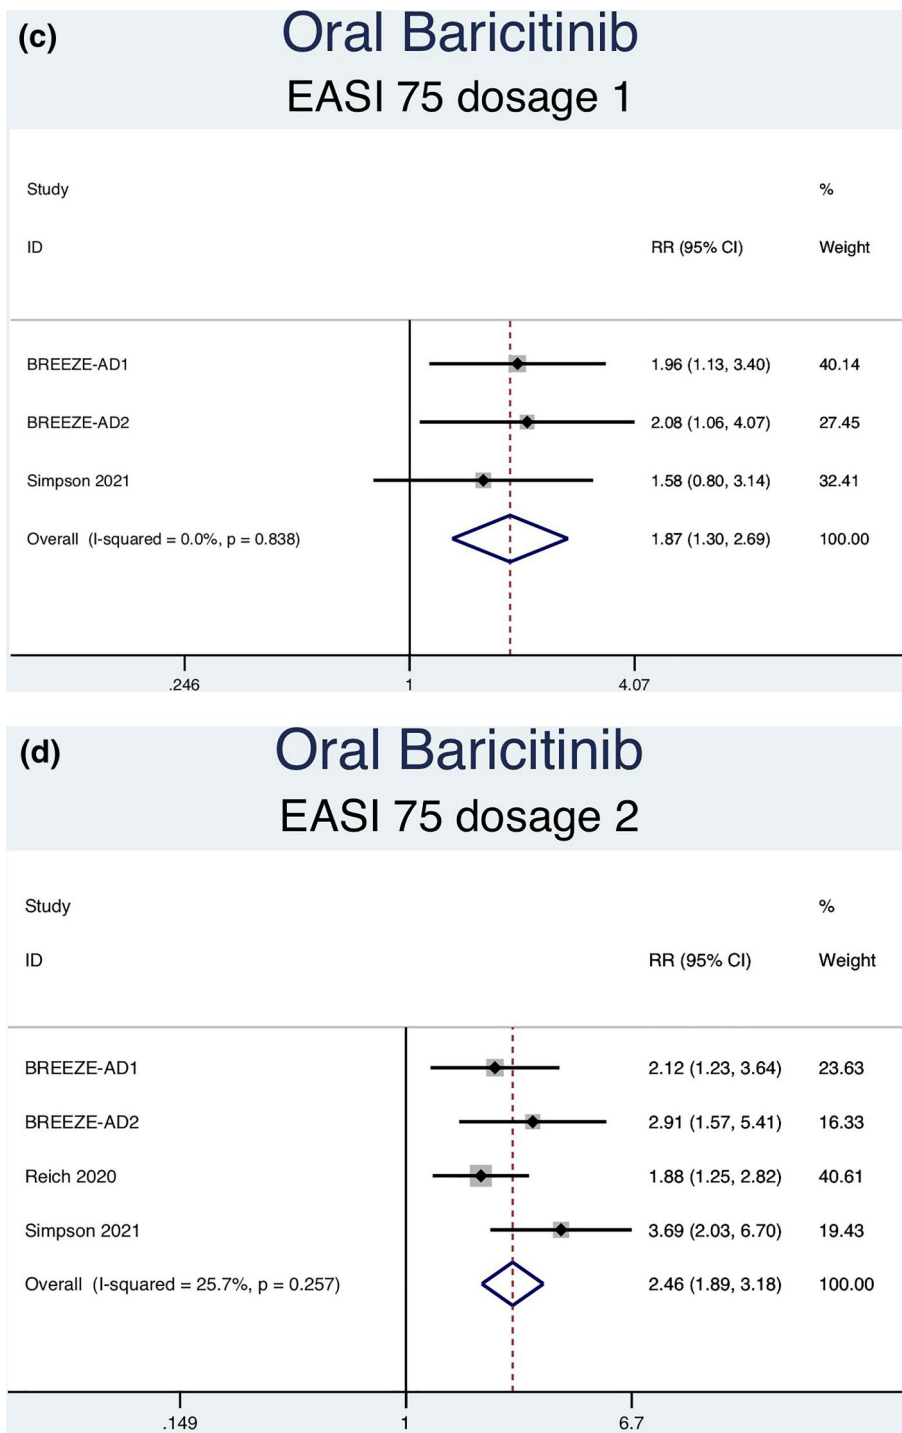 (c) Oral Baricitinib
EASI 75 dosage 1
Study %
ID RR (95% CI) Weight
BREEZE-AD1 1.96 (1.13, 3.40) 40.14
BREEZE-AD2 2.08 (1.06, 4.07) 27.45
Simpson 2021 1.58 (0.80, 3.14) 32.41
Overall (I-squared = 0.0%, p = 0.838) 1.87 (1.30, 2.69) 100.00
.246 1 4.07
(d) Oral Baricitinib
EASI 75 dosage 2
Study %
ID RR (95% CI) Weight
BREEZE-AD1 2.12 (1.23, 3.64) 23.63
BREEZE-AD2 2.91 (1.57, 5.41) 16.33
Reich 2020 1.88 (1.25, 2.82) 40.61
Simpson 2021 3.69 (2.03, 6.70) 19.43
Overall (I-squared = 25.7%, p = 0.257) 2.46 (1.89, 3.18) 100.00
.149 1 6.7